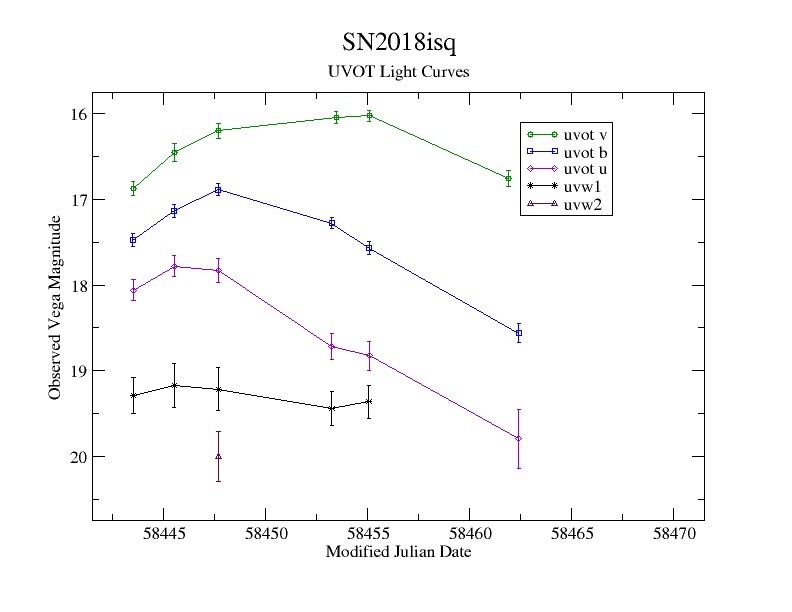 SN2018isq
UVOT Light Curves
16
17
18
19
20
Observed Vega Magnitude
uvot v
uvot b
uvot u
uvw1
uvw2
58445 58450 58455 58460 58465 58470
Modified Julian Date